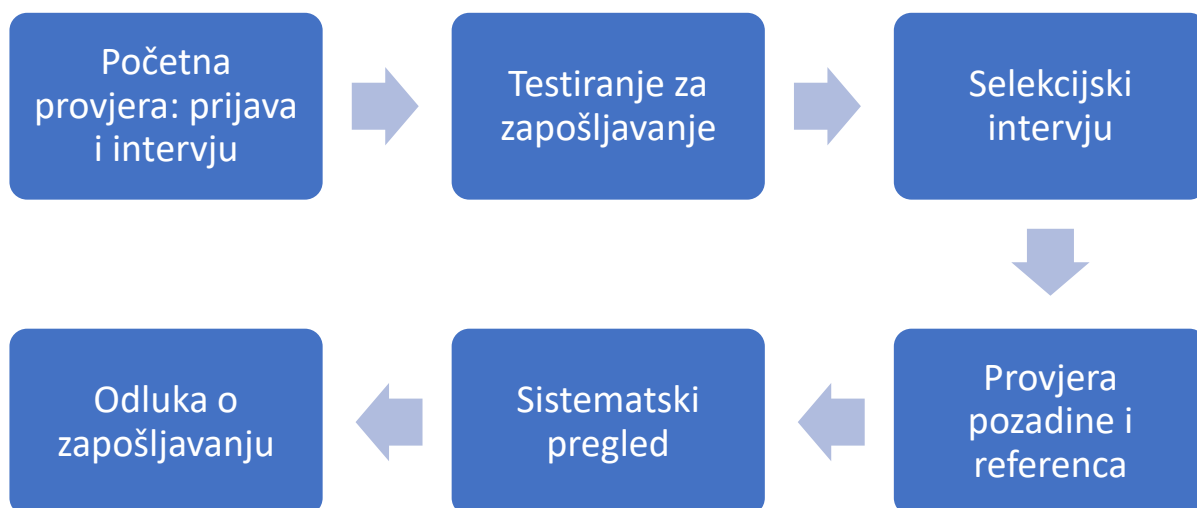 Početna
provjera: prijava
i intervju
Testiranje za
zapošljavanje
Selekcijski
intervju
Provjera
pozadine i
referenca
Sistematski
pregled
Odluka o
zapošljavanju